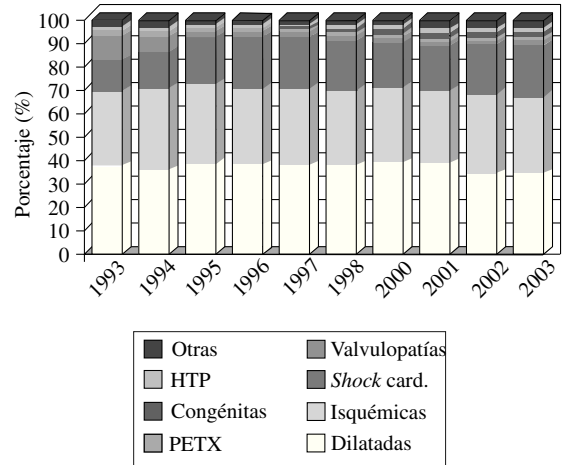 Porcentaje (%)
100
90
80
70
60
50
40
30
20
10
0
1993
1994
1995
1996
1997
1998
2000
2001
2002
2003
Otras
Valvulopatías
HTP
Shock card.
Congénitas
Isquémicas
PETX
Dilatadas